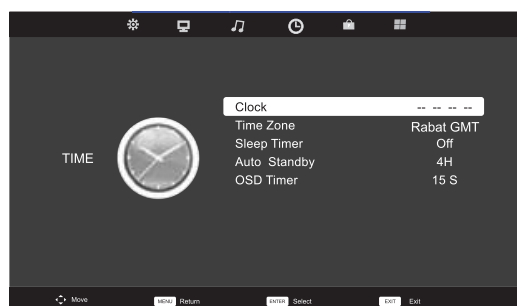 Clock -- -- -- --
Time Zone Rabat GMT
Sleep Timer Off
TIME
Auto Standby 4H
OSD Timer 15 S
Move MENU Return ENTER Select EXIT Exit